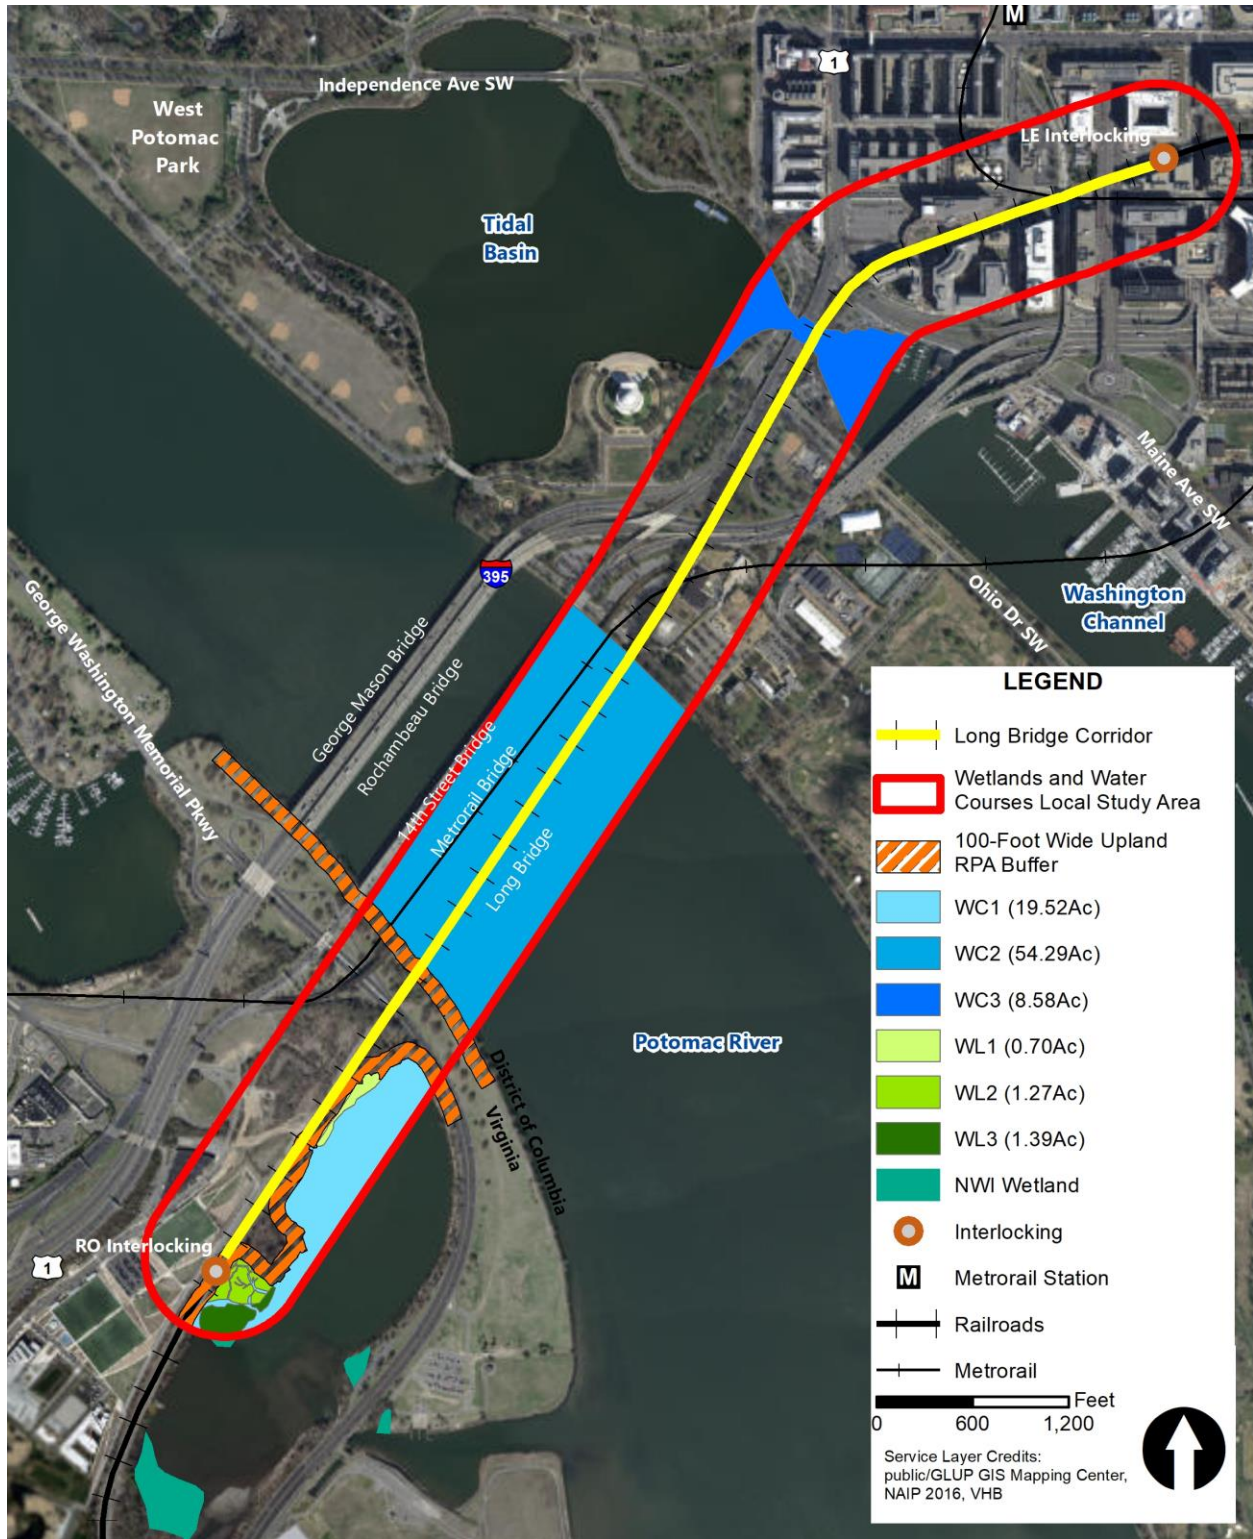 M
1
Independence Ave SW
West
Potomac
Park
LE Interlocking
Tidal
Basin
Maine Ave SW
395
George Washington Memorial Pkwy
George Mason Bridge
Rochambeau Bridge
14th Street Bridge
Metrorail Bridge
Long Bridge
Ohio Dr SW
Washington
Channel
Potomac River
District of Columbia
Virginia
RO Interlocking
1
LEGEND
Long Bridge Corridor
Wetlands and Water
Courses Local Study Area
100-Foot Wide Upland
RPA Buffer
WC1 (19.52Ac)
WC2 (54.29Ac)
WC3 (8.58Ac)
WL1 (0.70Ac)
WL2 (1.27Ac)
WL3 (1.39Ac)
NWI Wetland
Interlocking
M Metrorail Station
Railroads
Metrorail
Feet
0 600 1,200
Service Layer Credits:
public/GLUP GIS Mapping Center,
NAIP 2016, VHB